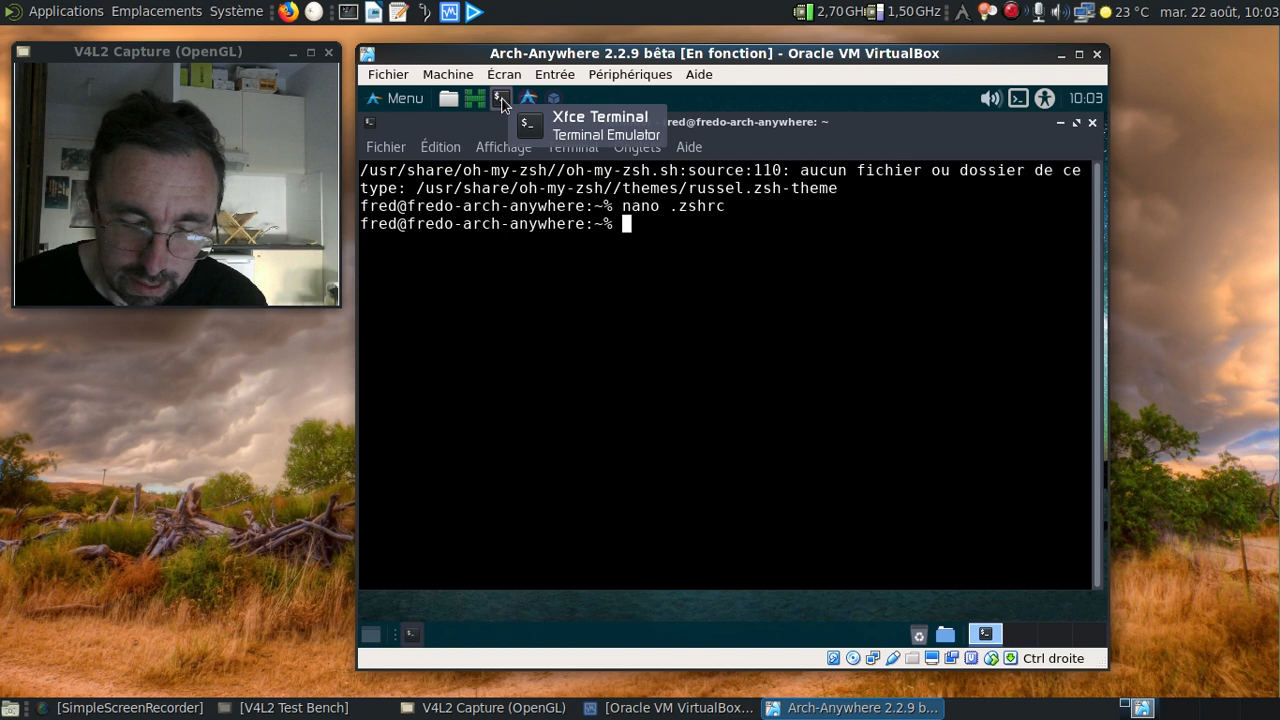 Applications Emplacements Système
2,70 GHz
1,50 GHz
23 °C
mar. 22 août, 10:03
V4L2 Capture (OpenGL)
Arch-Anywhere 2.2.9 bêta [En fonction] - Oracle VM VirtualBox
Fichier Machine Écran Entrée Périphériques Aide
Menu
10:03
Xfce Terminal
Terminal Emulator
fred@fredo-arch-anywhere: ~
Fichier Édition Affichage Terminal Onglets Aide
/usr/share/oh-my-zsh//oh-my-zsh.sh:source:110: aucun fichier ou dossier de ce
type: /usr/share/oh-my-zsh//themes/russel.zsh-theme
fred@fredo-arch-anywhere:~% nano .zshrc
fred@fredo-arch-anywhere:~%
Ctrl droite
[SimpleScreenRecorder]
[V4L2 Test Bench]
V4L2 Capture (OpenGL)
[Oracle VM VirtualBox...
Arch-Anywhere 2.2.9 b...